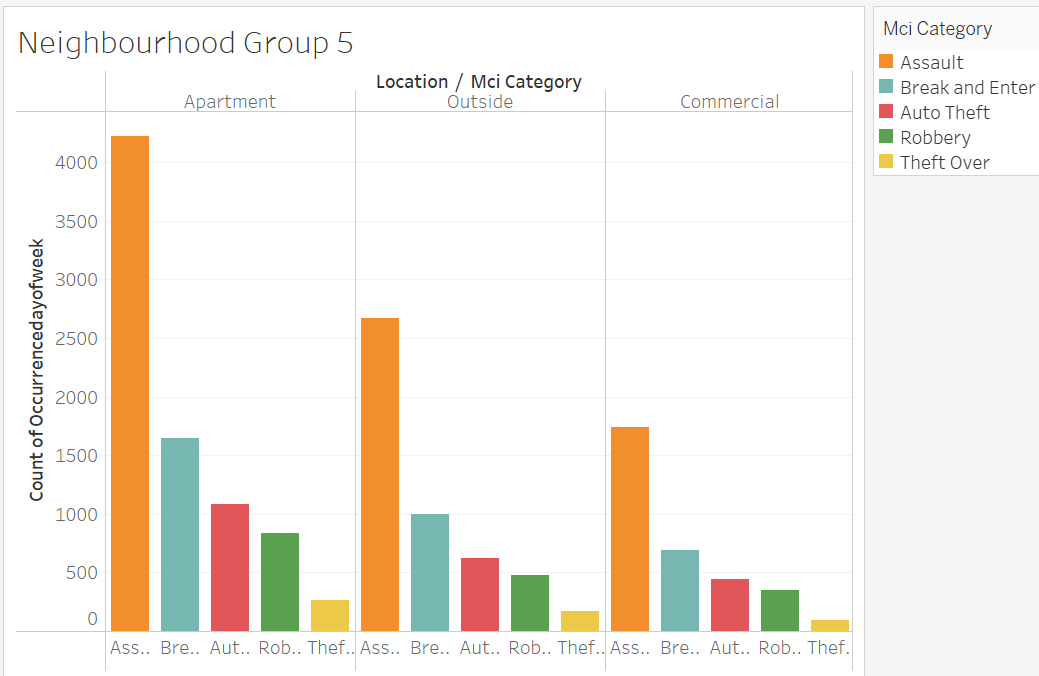 Neighbourhood Group 5
Location / Mci Category
Apartment Outside Commercial
Count of Occurrencedayofweek
4000
3500
3000
2500
2000
1500
1000
500
0
Ass.. Bre.. Aut.. Rob.. Thef.. Ass.. Bre.. Aut.. Rob.. Thef.. Ass.. Bre.. Aut.. Rob.. Thef.
Mci Category
Assault
Break and Enter
Auto Theft
Robbery
Theft Over